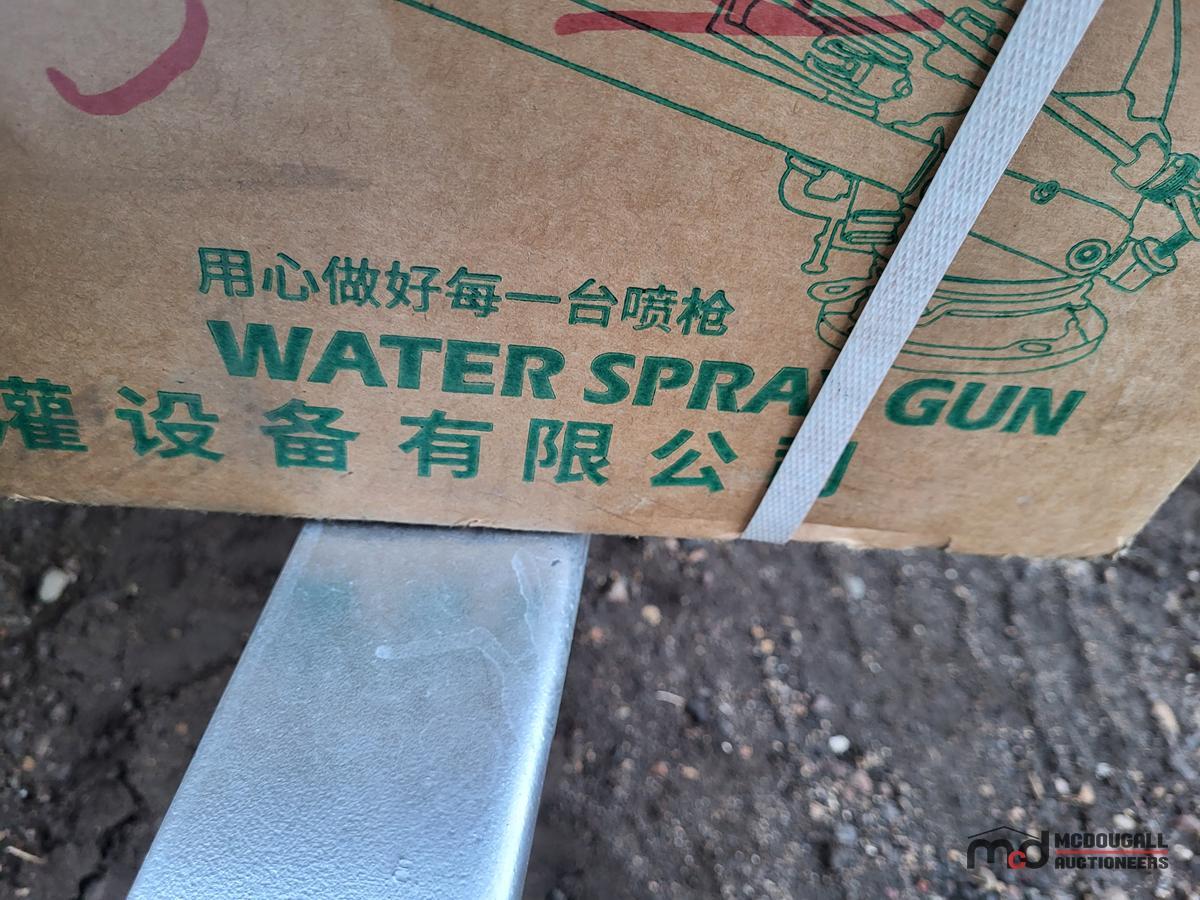 用心做好每一台喷枪
WATER SPRAY GUN
灌设备有限公司
mcd MCDOUGALL
AUCTIONEERS